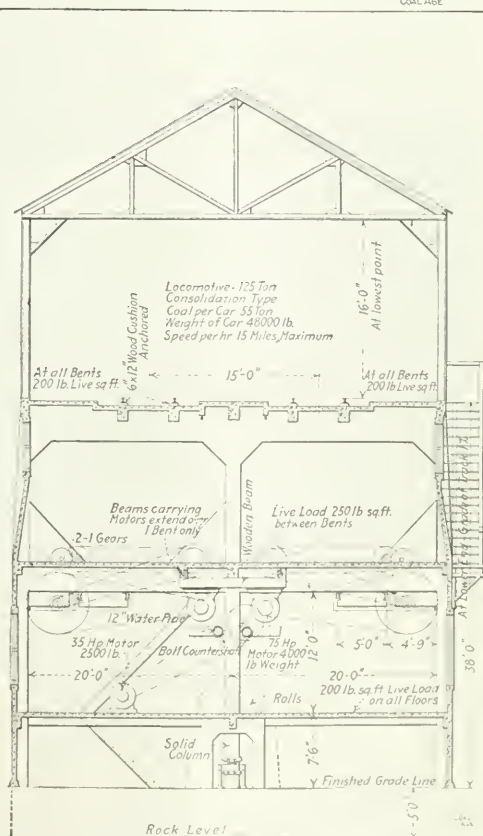 COAL AGE
Locomotive - 125 Ton
Consolidation Type
Coal per Car 55 Ton
Weight of Car 48000 lb.
Speed per hr 15 Miles, Maximum
6x12" Wood Cushion
Anchored
16'-0"
At lowest point
At all Bents
200 lb. Live sq.ft.
15'-0"
At all Bents
200 lb Live sq.ft.
Beams carrying
Motors extend over
1 Bent only
Wooden Beam
Live Load 250 lb sq.ft.
between Bents
2-1 Gears
12" Water Pipe
35 Hp Motor
2500 lb.
Bolt Countershaft
75 Hp
Motor 4000
lb Weight
12'0"
5'-0"
4'-9"
20'-0"
20'-0"
200 lb. sq.ft Live Load
on all Floors
Rolls
38'0"
Solid
Column
7'6"
Finished Grade Line
5'0"
Rock Level